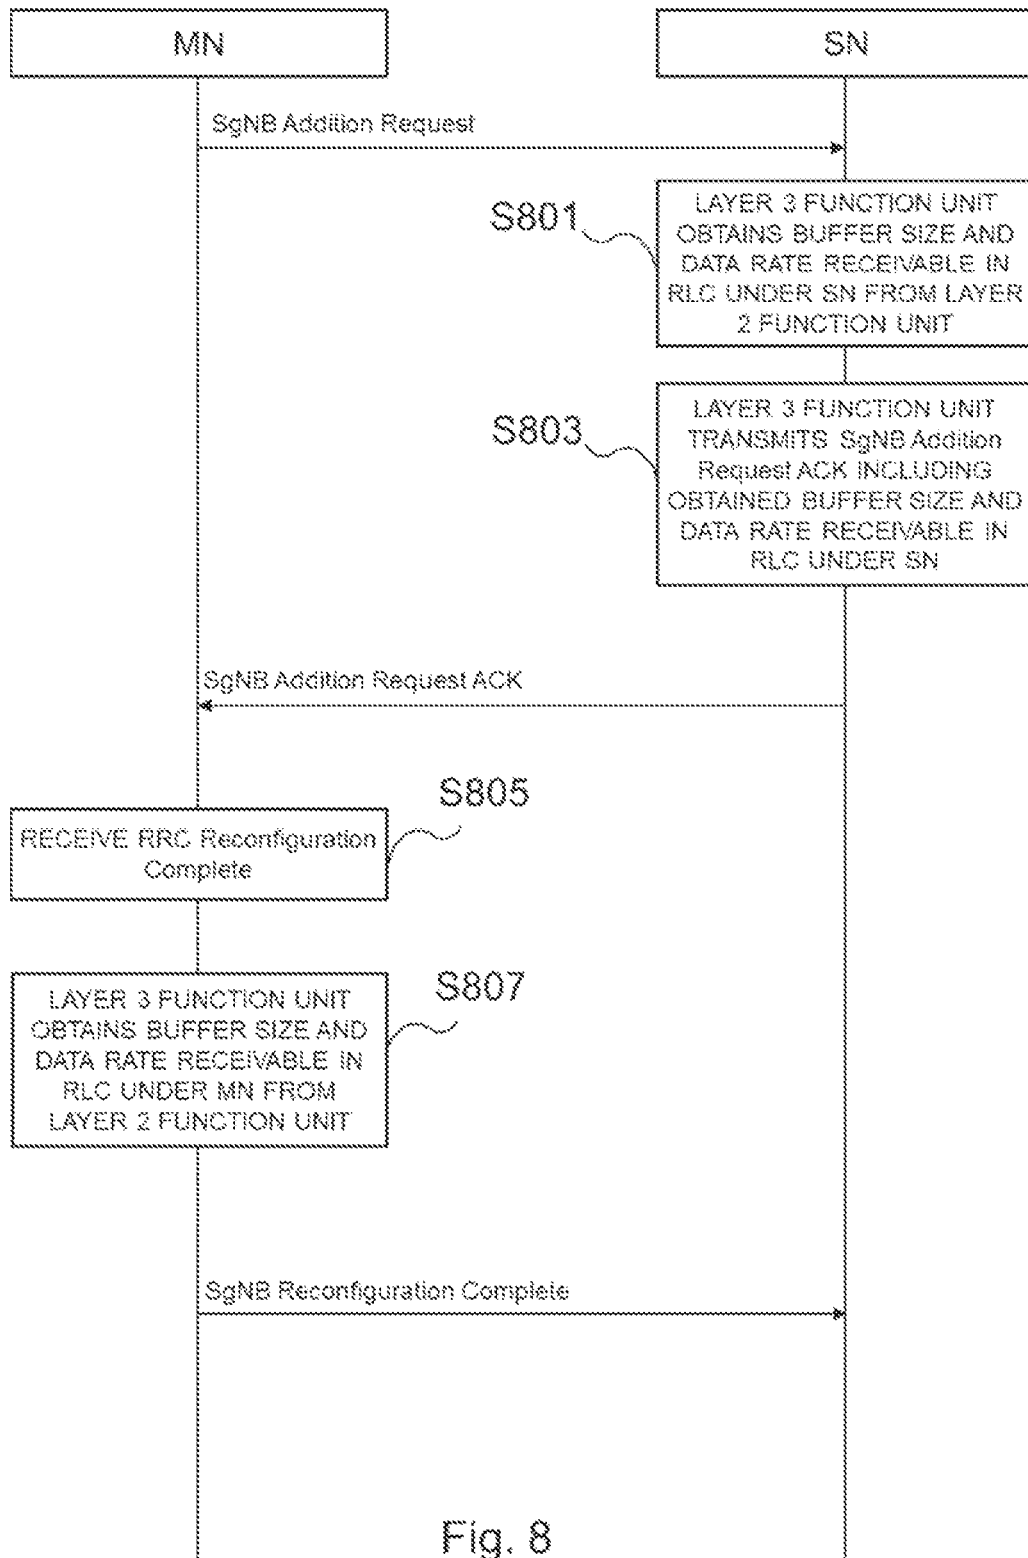 MN
SN
SgNB Addition Request
S801
LAYER 3 FUNCTION UNIT
OBTAINS BUFFER SIZE AND
DATA RATE RECEIVABLE IN
RLC UNDER SN FROM LAYER
2 FUNCTION UNIT
S803
LAYER 3 FUNCTION UNIT
TRANSMITS SgNB Addition
Request ACK INCLUDING
OBTAINED BUFFER SIZE AND
DATA RATE RECEIVABLE IN
RLC UNDER SN
SgNB Addition Request ACK
S805
RECEIVE RRC Reconfiguration
Complete
S807
LAYER 3 FUNCTION UNIT
OBTAINS BUFFER SIZE AND
DATA RATE RECEIVABLE IN
RLC UNDER MN FROM
LAYER 2 FUNCTION UNIT
SgNB Reconfiguration Complete
Fig. 8